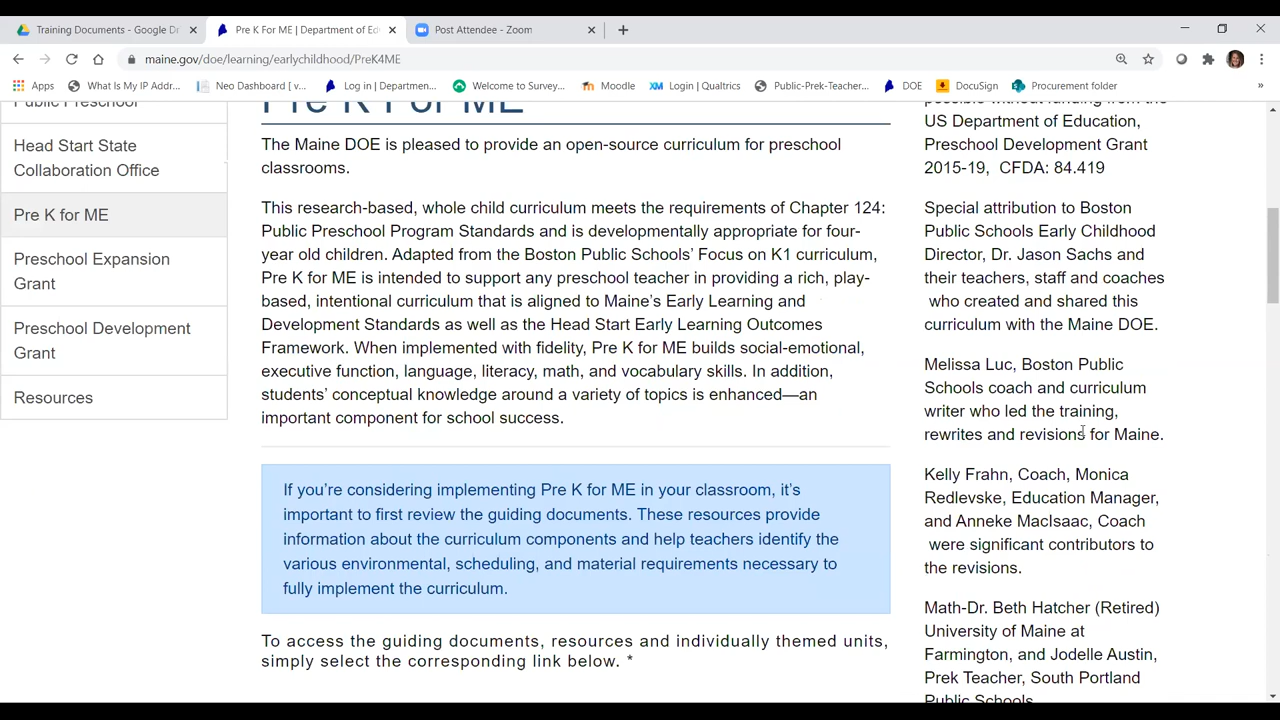 Training Documents - Google D
Pre K For ME | Department of Ed
Post Attendee - Zoom
maine.gov/doe/learning/earlychildhood/PreK4ME
Apps
What Is My IP Addr...
Neo Dashboard [ v...
Log in | Departmen...
Welcome to Survey...
Moodle
XM Login | Qualtrics
Public-Prek-Teacher...
DOE
DocuSign
Procurement folder
»
Public Preschool
Head Start State
Collaboration Office
Pre K for ME
Preschool Expansion
Grant
Preschool Development
Grant
Resources
Pre K For ME
The Maine DOE is pleased to provide an open-source curriculum for preschool
classrooms.
This research-based, whole child curriculum meets the requirements of Chapter 124:
Public Preschool Program Standards and is developmentally appropriate for four-
year old children. Adapted from the Boston Public Schools’ Focus on K1 curriculum,
Pre K for ME is intended to support any preschool teacher in providing a rich, play-
based, intentional curriculum that is aligned to Maine’s Early Learning and
Development Standards as well as the Head Start Early Learning Outcomes
Framework. When implemented with fidelity, Pre K for ME builds social-emotional,
executive function, language, literacy, math, and vocabulary skills. In addition,
students’ conceptual knowledge around a variety of topics is enhanced—an
important component for school success.
If you’re considering implementing Pre K for ME in your classroom, it’s
important to first review the guiding documents. These resources provide
information about the curriculum components and help teachers identify the
various environmental, scheduling, and material requirements necessary to
fully implement the curriculum.
To access the guiding documents, resources and individually themed units,
simply select the corresponding link below. *
possible without funding from the
US Department of Education,
Preschool Development Grant
2015-19, CFDA: 84.419
Special attribution to Boston
Public Schools Early Childhood
Director, Dr. Jason Sachs and
their teachers, staff and coaches
who created and shared this
curriculum with the Maine DOE.
Melissa Luc, Boston Public
Schools coach and curriculum
writer who led the training,
rewrites and revisions for Maine.
Kelly Frahn, Coach, Monica
Redlevske, Education Manager,
and Anneke MacIsaac, Coach
were significant contributors to
the revisions.
Math-Dr. Beth Hatcher (Retired)
University of Maine at
Farmington, and Jodelle Austin,
Prek Teacher, South Portland
Public Schools